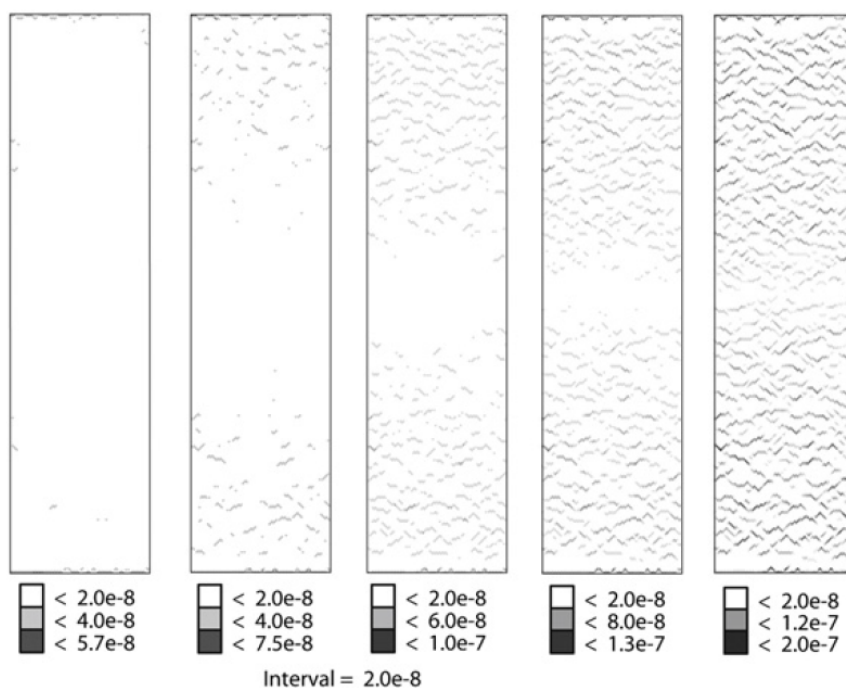 < 2.0e-8
< 4.0e-8
< 5.7e-8
< 2.0e-8
< 4.0e-8
< 7.5e-8
< 2.0e-8
< 6.0e-8
< 1.0e-7
< 2.0e-8
< 8.0e-8
< 1.3e-7
< 2.0e-8
< 1.2e-7
< 2.0e-7
Interval = 2.0e-8